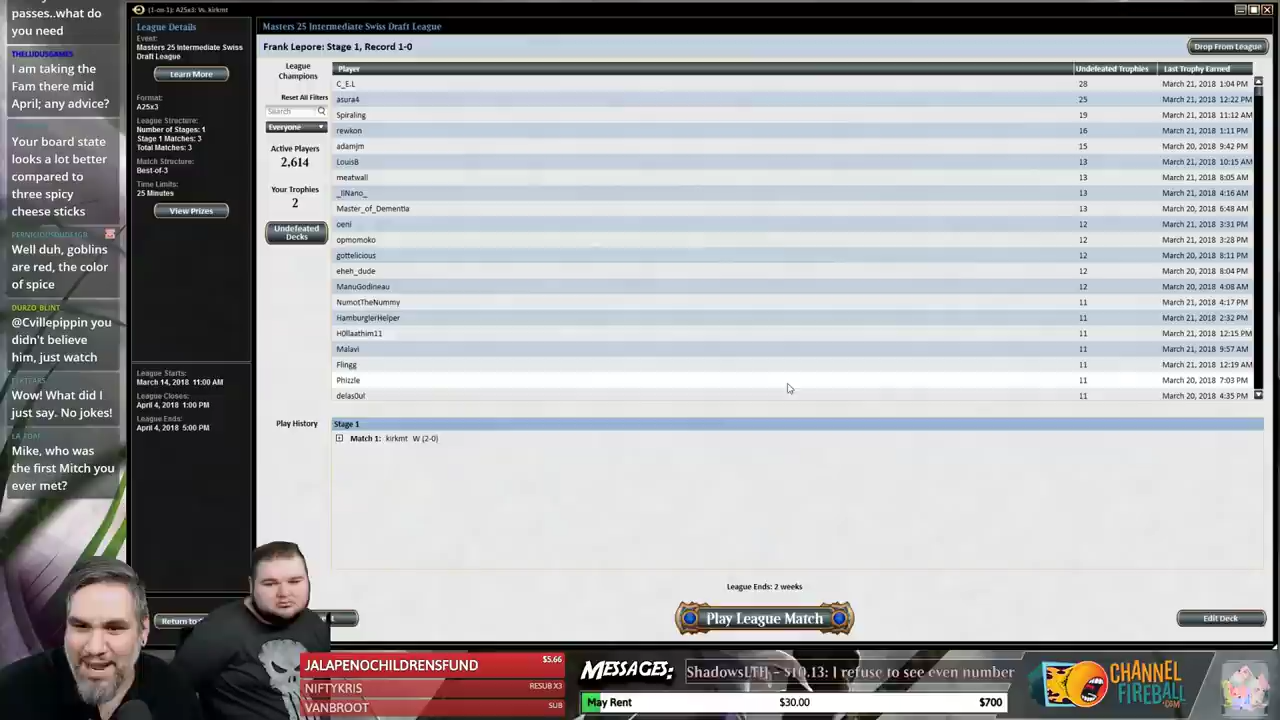 passes..what do
you need
THELUDUSGAMES
I am taking the
Fam there mid
April; any advice?
Your board state
looks a lot better
compared to
three spicy
cheese sticks
Well duh, goblins
are red, the color
of spice
DURZO BLINT
@Cvillepippin you
didn't believe
him, just watch
Wow! What did I
just say. No jokes!
Mike, who was
the first Mitch you
ever met?
(1-on-1): A25x3: Vs. kirkmt
League Details
Event:
Masters 25 Intermediate Swiss
Draft League
Learn More
Format:
A25x3
League Structure:
Number of Stages: 1
Stage 1 Matches: 3
Total Matches: 3
Match Structure:
Best-of-3
Time Limits:
25 Minutes
View Prizes
League Starts:
March 14, 2018 11:00 AM
League Closes:
April 4, 2018 1:00 PM
League Ends:
April 4, 2018 5:00 PM
Return to
Masters 25 Intermediate Swiss Draft League
Frank Lepore: Stage 1, Record 1-0
Drop From League
League
Champions
Reset All Filters
Search
Everyone
Active Players
2,614
Your Trophies
2
Undefeated
Decks
Player Undefeated Trophies Last Trophy Earned
C_E.L 28 March 21, 2018 1:04 PM
asura4 25 March 21, 2018 12:22 PM
Spiraling 19 March 21, 2018 11:12 AM
rewkon 16 March 21, 2018 1:11 PM
adamjm 15 March 20, 2018 9:42 PM
LouisB 13 March 21, 2018 10:15 AM
meatwall 13 March 21, 2018 8:05 AM
_IlNano_ 13 March 21, 2018 4:16 AM
Master_of_Dementia 13 March 20, 2018 6:48 AM
oeni 12 March 21, 2018 3:31 PM
opmomoko 12 March 21, 2018 3:28 PM
gottelicious 12 March 20, 2018 8:11 PM
eheh_dude 12 March 20, 2018 8:04 PM
ManuGodineau 12 March 20, 2018 4:08 AM
NumotTheNummy 11 March 21, 2018 4:17 PM
HamburglerHelper 11 March 21, 2018 2:32 PM
H0llaathim11 11 March 21, 2018 12:15 PM
Malavi 11 March 21, 2018 9:57 AM
Flingg 11 March 21, 2018 12:19 AM
Phizzle 11 March 20, 2018 7:03 PM
delas0ul 11 March 20, 2018 4:35 PM
Play History
Stage 1
Match 1: kirkmt W (2-0)
League Ends: 2 weeks
Play League Match
Edit Deck
JALAPENOCHILDRENSFUND $5.66
NIFTYKRIS RESUB X3
VANBROOT SUB
MESSAGES:
ShadowsLTH - $10.13: I refuse to see even number
May Rent $30.00 $700
CHANNEL
FIREBALL
.COM